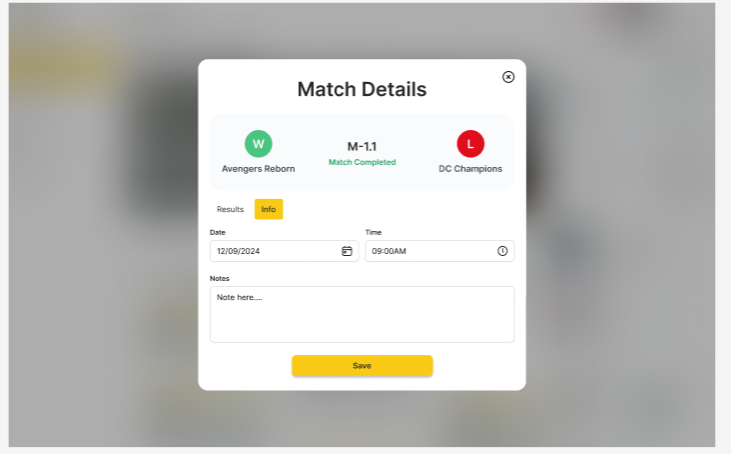 Match Details
W
M-1.1
L
Match Completed
Avengers Reborn
DC Champions
Results
Info
Date
Time
12/09/2024
09:00AM
Notes
Note here....
Save